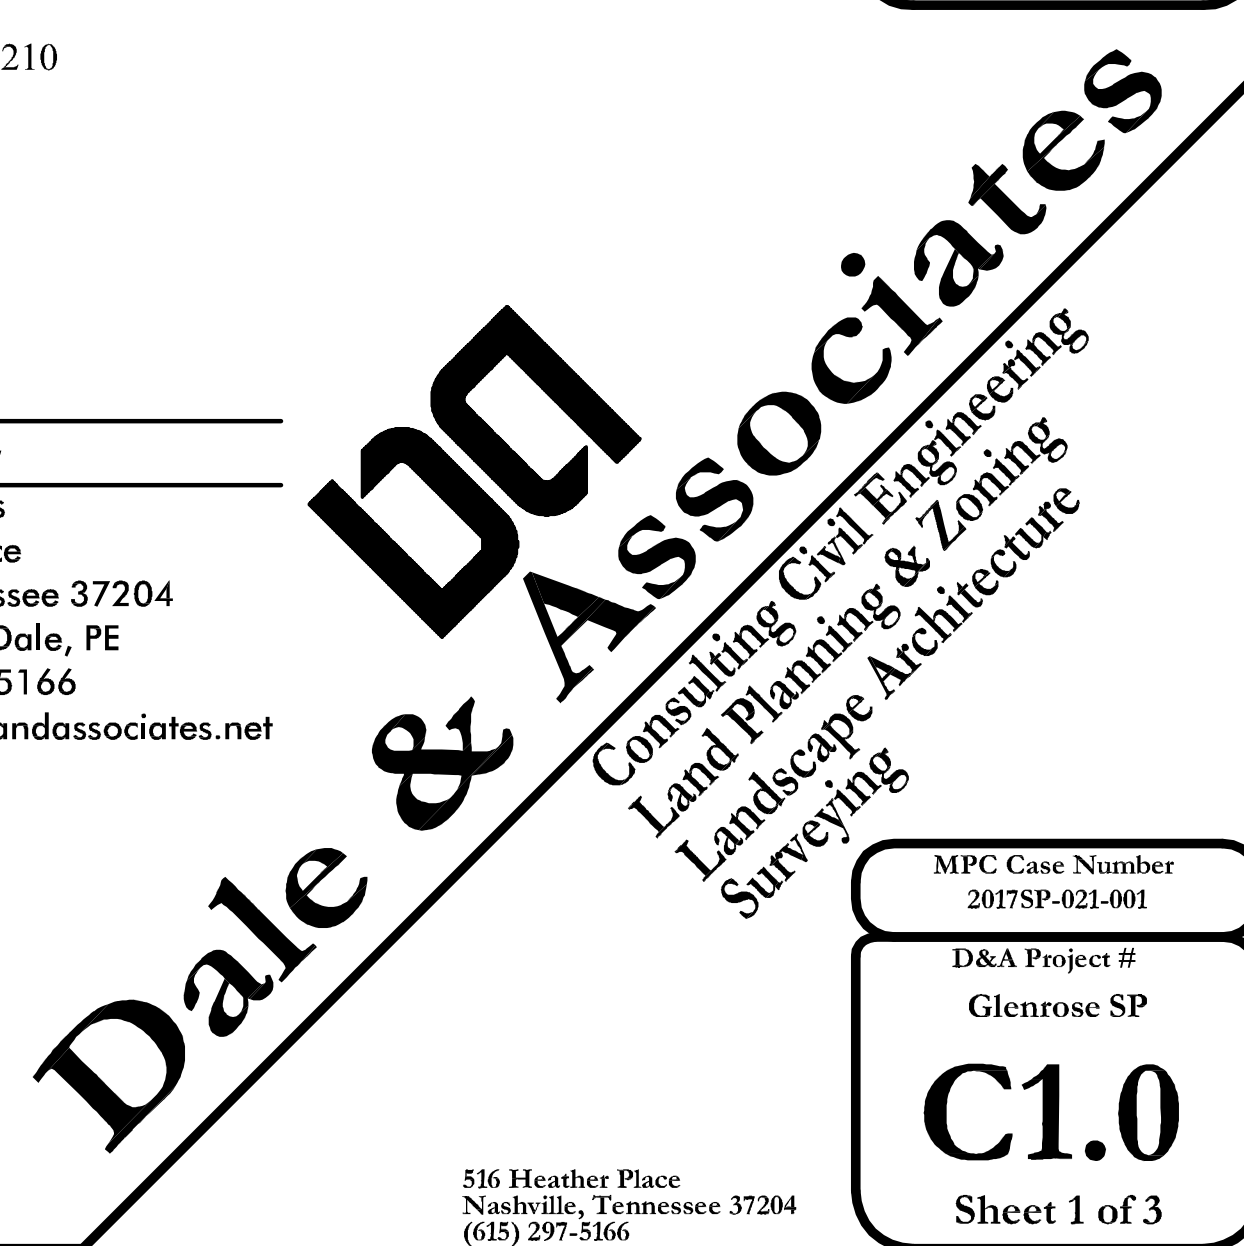 210
ssee 37204
Dale, PE
5166
andassociates.net
Dale & Associates
Consulting Civil Engineering
Land Planning & Zoning
Landscape Architecture
Surveying
MPC Case Number
2017SP-021-001
D&A Project #
Glenrose SP
C1.0
Sheet 1 of 3
516 Heather Place
Nashville, Tennessee 37204
(615) 297-5166